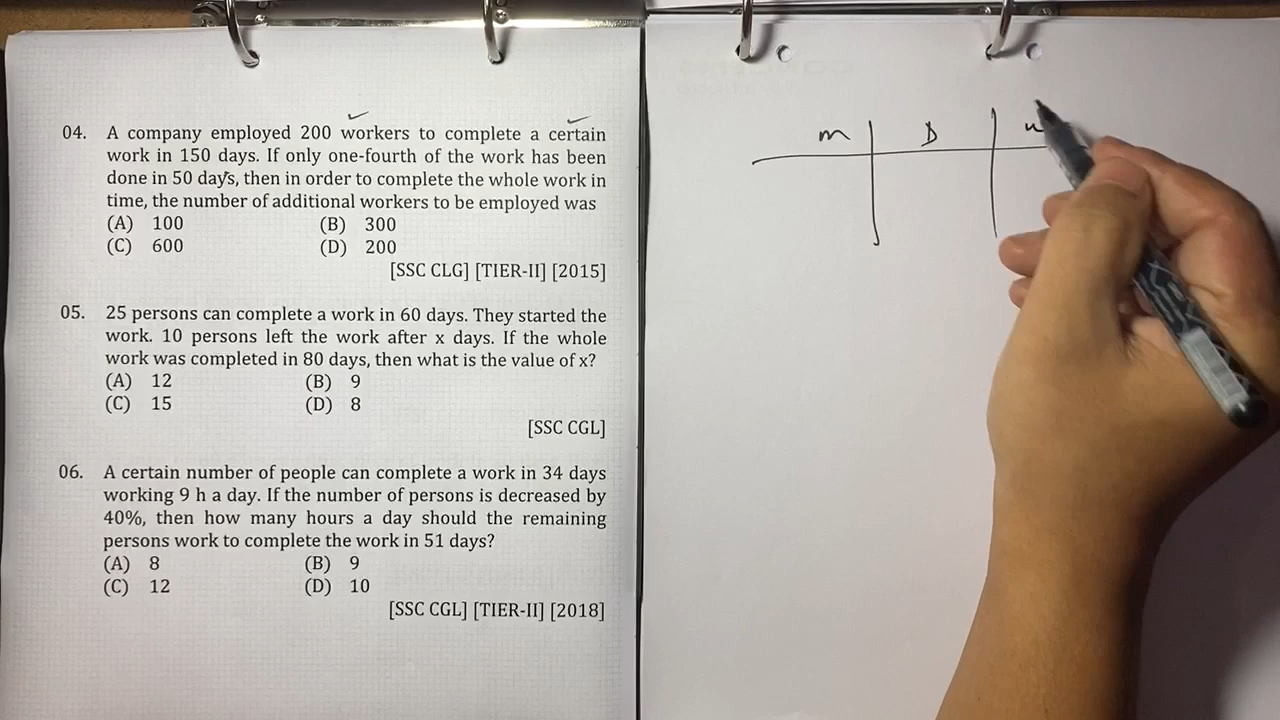 04. A company employed 200 workers to complete a certain
work in 150 days. If only one-fourth of the work has been
done in 50 days, then in order to complete the whole work in
time, the number of additional workers to be employed was
(A) 100 (B) 300
(C) 600 (D) 200
[SSC CLG] [TIER-II] [2015]
05. 25 persons can complete a work in 60 days. They started the
work. 10 persons left the work after x days. If the whole
work was completed in 80 days, then what is the value of x?
(A) 12 (B) 9
(C) 15 (D) 8
[SSC CGL]
06. A certain number of people can complete a work in 34 days
working 9 h a day. If the number of persons is decreased by
40%, then how many hours a day should the remaining
persons work to complete the work in 51 days?
(A) 8 (B) 9
(C) 12 (D) 10
[SSC CGL] [TIER-II] [2018]
m D